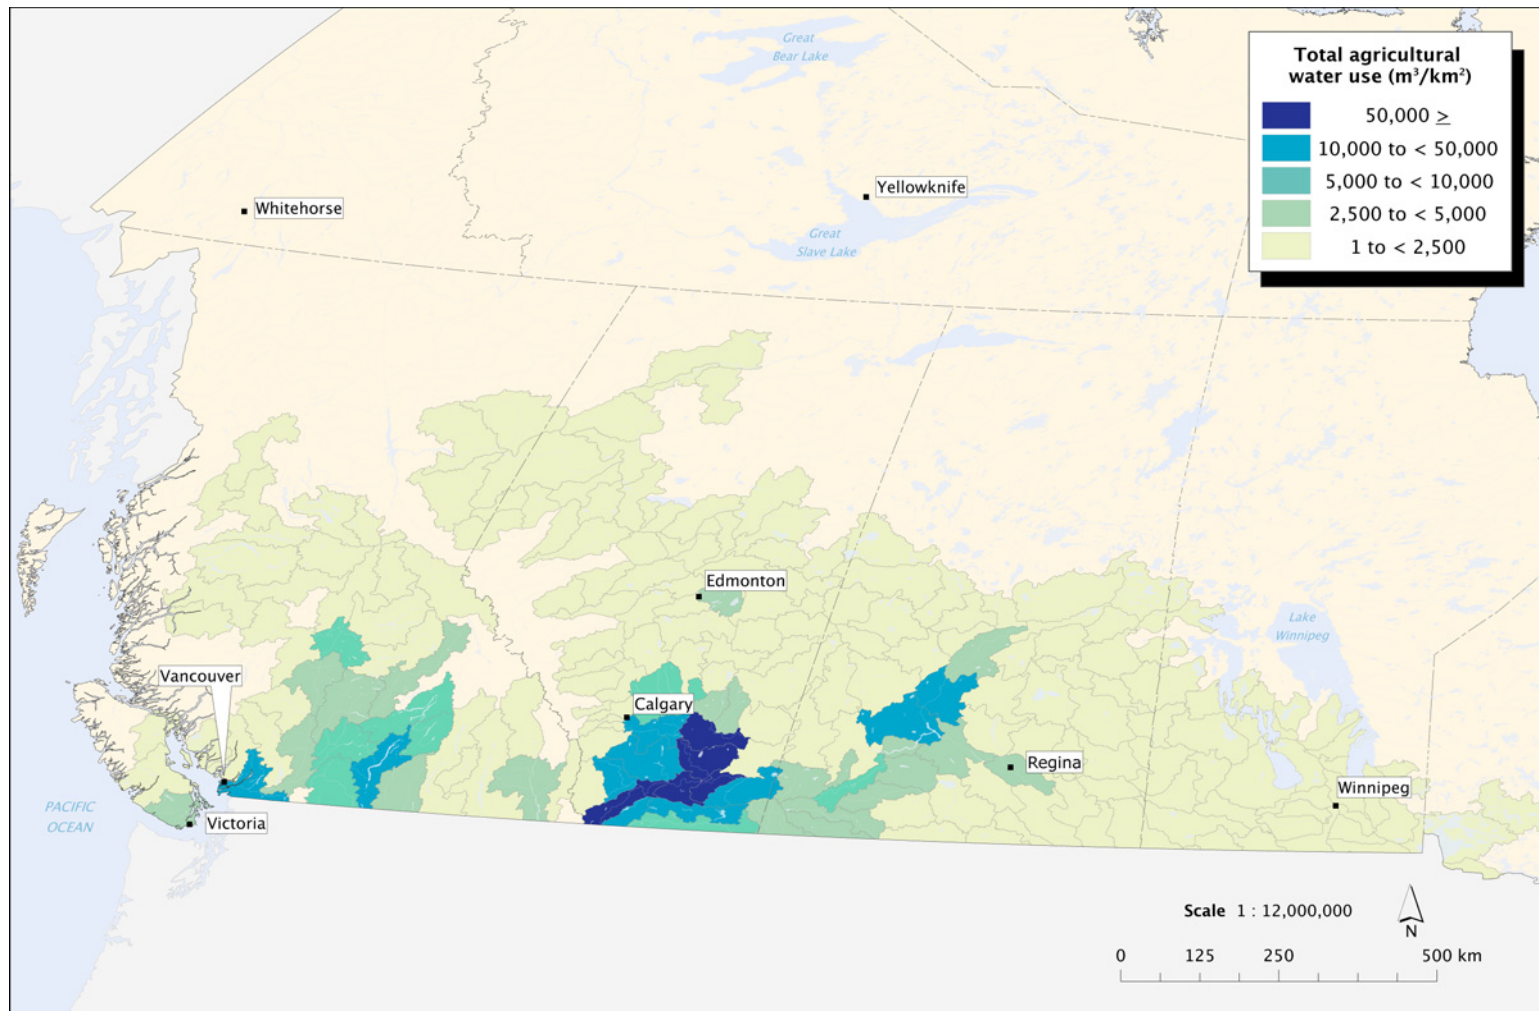 Great
Bear Lake
Total agricultural
water use (m³/km²)
50,000 ≥
10,000 to < 50,000
5,000 to < 10,000
2,500 to < 5,000
1 to < 2,500
Yellowknife
Whitehorse
Great
Slave Lake
Edmonton
Lake
Winnipeg
Vancouver
Calgary
Regina
Winnipeg
PACIFIC
OCEAN
Victoria
Scale 1 : 12,000,000
N
0 125 250 500 km